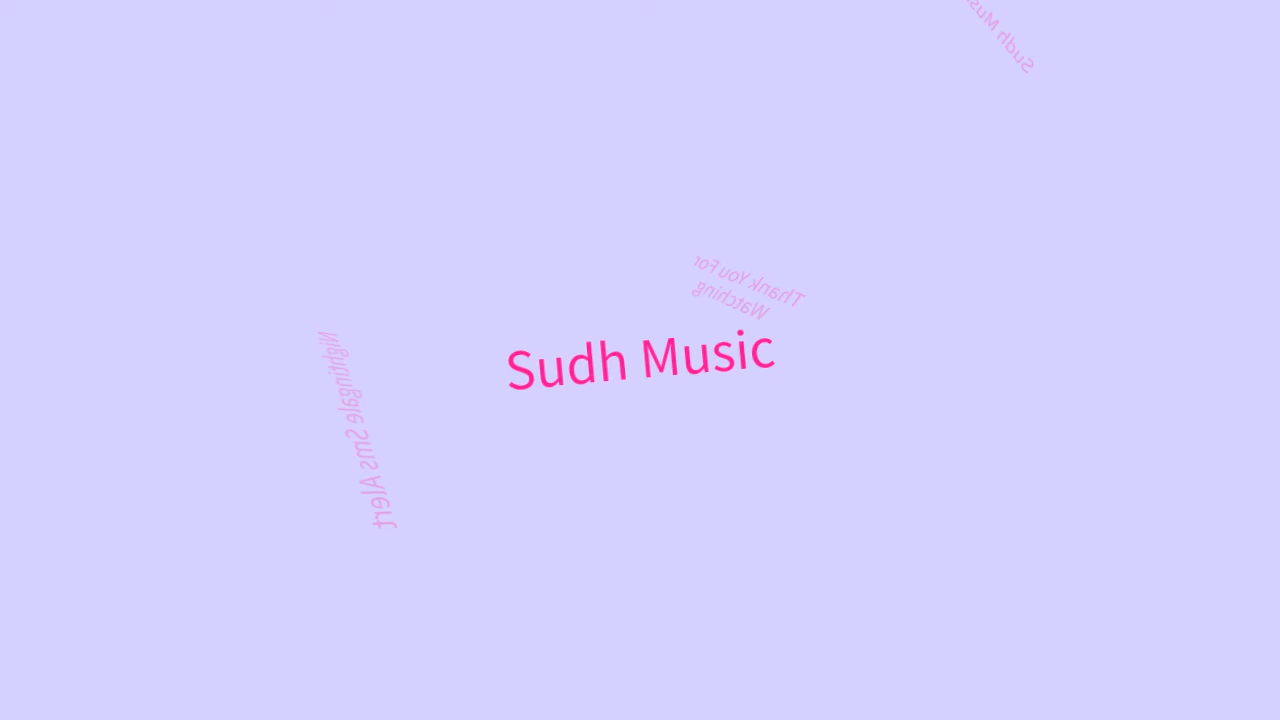 Sudh Mus
Thank You For
Watching
Sudh Music
Nightingale Sms Alert